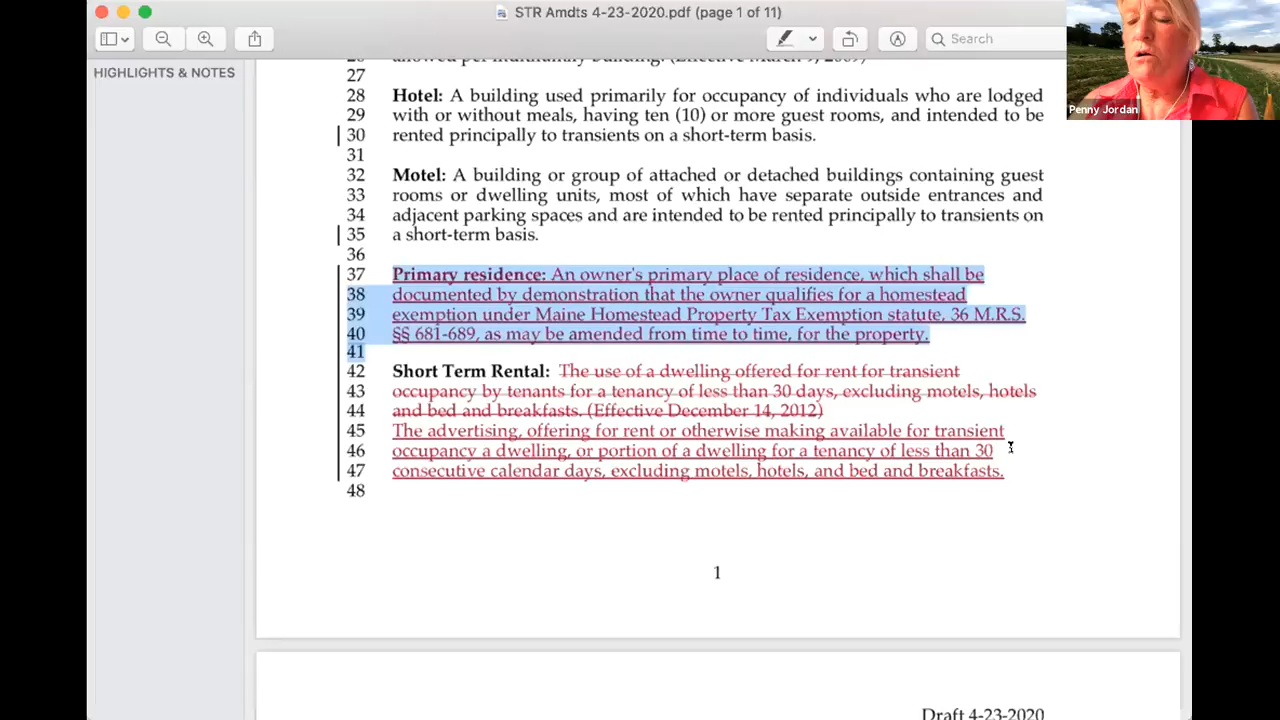 STR Amdts 4-23-2020.pdf (page 1 of 11)
Search
HIGHLIGHTS & NOTES
Penny Jordan
27
28 Hotel: A building used primarily for occupancy of individuals who are lodged
29 with or without meals, having ten (10) or more guest rooms, and intended to be
30 rented principally to transients on a short-term basis.
31
32 Motel: A building or group of attached or detached buildings containing guest
33 rooms or dwelling units, most of which have separate outside entrances and
34 adjacent parking spaces and are intended to be rented principally to transients on
35 a short-term basis.
36
37 Primary residence: An owner's primary place of residence, which shall be
38 documented by demonstration that the owner qualifies for a homestead
39 exemption under Maine Homestead Property Tax Exemption statute, 36 M.R.S.
40 §§ 681-689, as may be amended from time to time, for the property.
41
42 Short Term Rental: The use of a dwelling offered for rent for transient
43 occupancy by tenants for a tenancy of less than 30 days, excluding motels, hotels
44 and bed and breakfasts. (Effective December 14, 2012)
45 The advertising, offering for rent or otherwise making available for transient
46 occupancy a dwelling, or portion of a dwelling for a tenancy of less than 30
47 consecutive calendar days, excluding motels, hotels, and bed and breakfasts.
48
1
Draft 4-23-2020